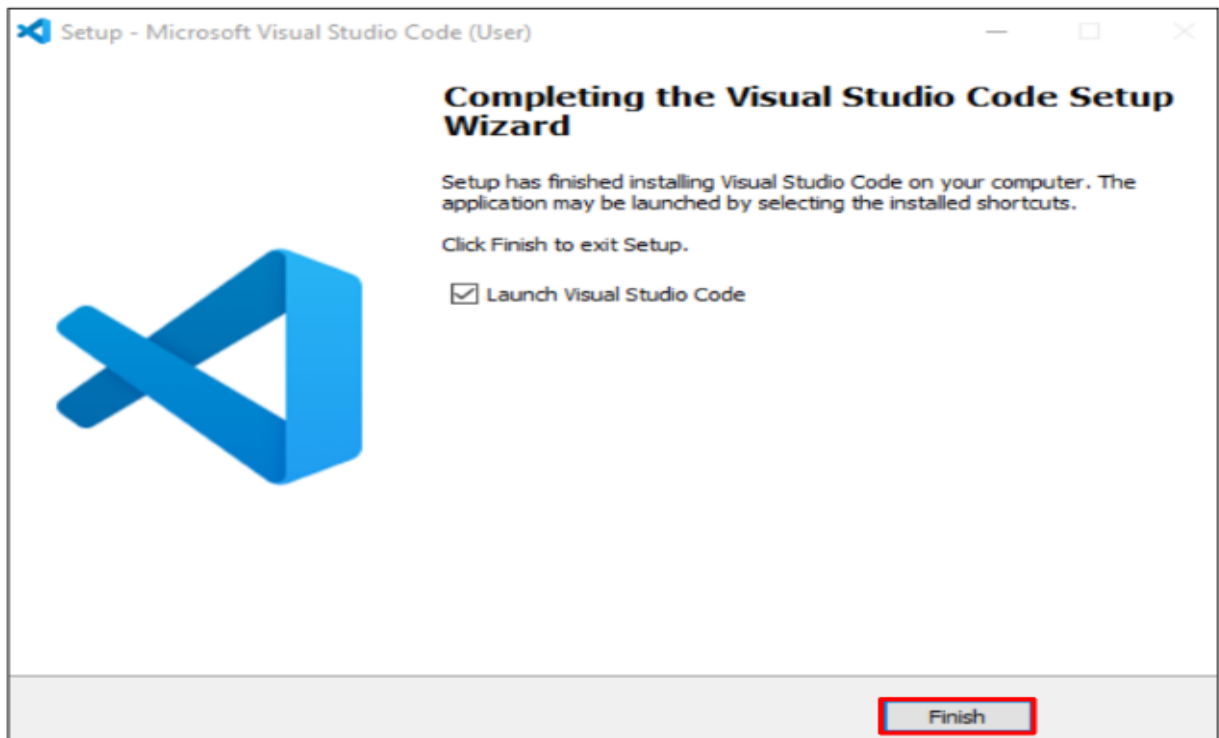 Setup - Microsoft Visual Studio Code (User)
Completing the Visual Studio Code Setup
Wizard
Setup has finished installing Visual Studio Code on your computer. The
application may be launched by selecting the installed shortcuts.
Click Finish to exit Setup.
Launch Visual Studio Code
Finish